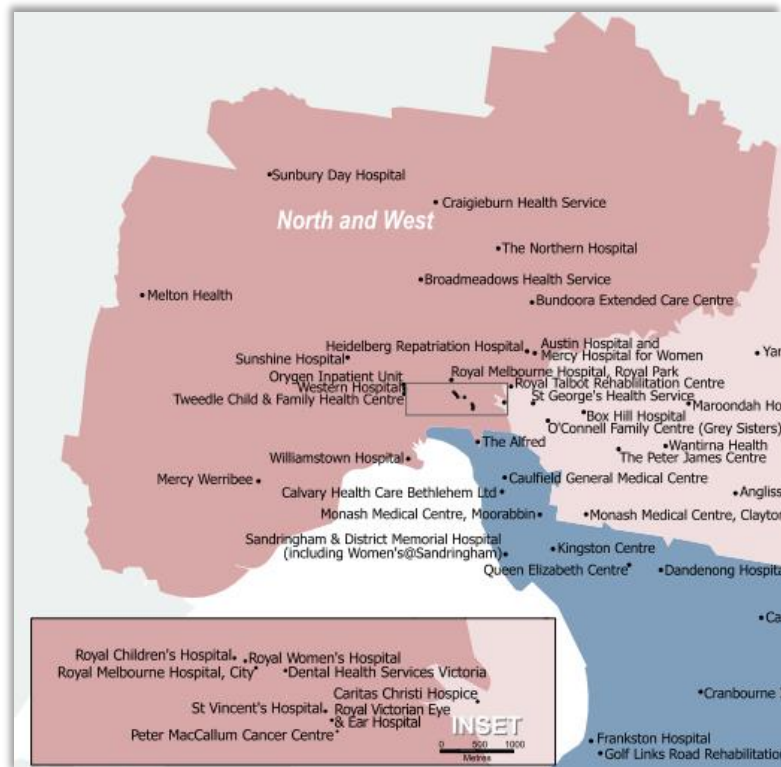 Sunbury Day Hospital
Craigieburn Health Service
North and West
The Northern Hospital
Broadmeadows Health Service
Melton Health
Bundoora Extended Care Centre
Heidelberg Repatriation Hospital
Austin Hospital and
Mercy Hospital for Women
Yar
Sunshine Hospital
Royal Melbourne Hospital, Royal Park
Orygen Inpatient Unit
Western Hospital
Royal Talbot Rehablilitation Centre
Tweedle Child & Family Health Centre
St George's Health Service
Maroondah Ho
Box Hill Hospital
O'Connell Family Centre (Grey Sisters)
The Alfred
Wantirna Health
The Peter James Centre
Williamstown Hospital
Mercy Werribee
Caulfield General Medical Centre
Calvary Health Care Bethlehem Ltd
Angliss
Monash Medical Centre, Moorabbin
Monash Medical Centre, Clayton
Sandringham & District Memorial Hospital
(including Women's@Sandringham)
Kingston Centre
Queen Elizabeth Centre
Dandenong Hospita
Ca
Cranbourne
Frankston Hospital
Golf Links Road Rehabilitation
Royal Children's Hospital
Royal Women's Hospital
Royal Melbourne Hospital, City
Dental Health Services Victoria
Caritas Christi Hospice
St Vincent's Hospital
Royal Victorian Eye
& Ear Hospital
Peter MacCallum Cancer Centre
INSET
0 500 1000
Metres